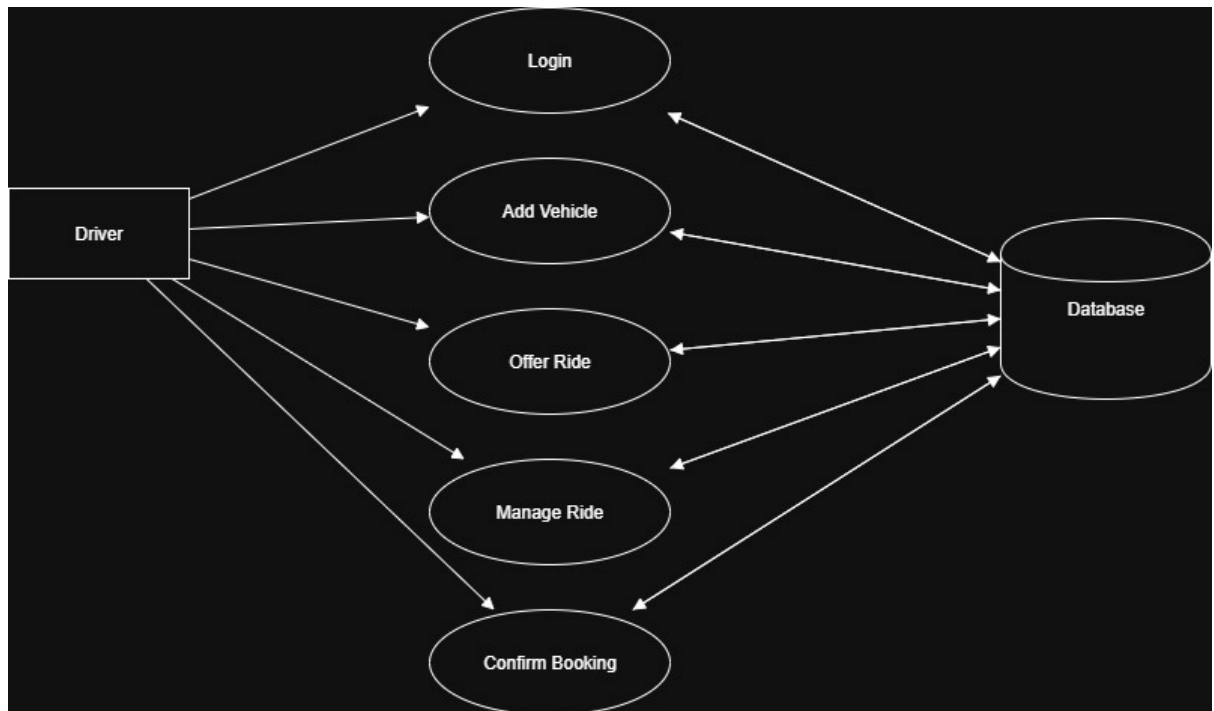 Login
Add Vehicle
Driver
Offer Ride
Database
Manage Ride
Confirm Booking